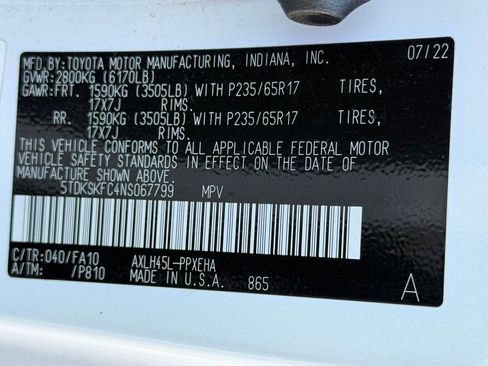 MFD.BY:TOYOTA MOTOR MANUFACTURING, INDIANA, INC. 07/22
GVWR:2800KG (6170LB)
GAWR:FRT. 1590KG (3505LB) WITH P235/65R17 TIRES,
17X7J RIMS.
RR. 1590KG (3505LB) WITH P235/65R17 TIRES,
17X7J RIMS.
THIS VEHICLE CONFORMS TO ALL APPLICABLE FEDERAL MOTOR
VEHICLE SAFETY STANDARDS IN EFFECT ON THE DATE OF
MANUFACTURE SHOWN ABOVE.
5TDKSKFC4NS067799 MPV
C/TR:040/FA10 AXLH45L-PPXEHA
A/TM: /P810 MADE IN U.S.A. 865 A